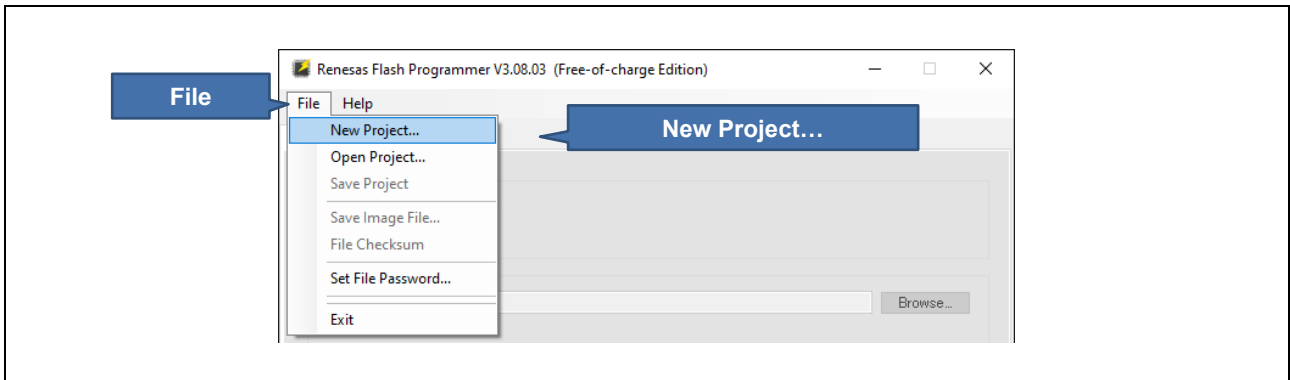 Renesas Flash Programmer V3.08.03 (Free-of-charge Edition)
File
File Help
New Project...
New Project…
Open Project...
Save Project
Save Image File...
File Checksum
Set File Password...
Browse...
Exit